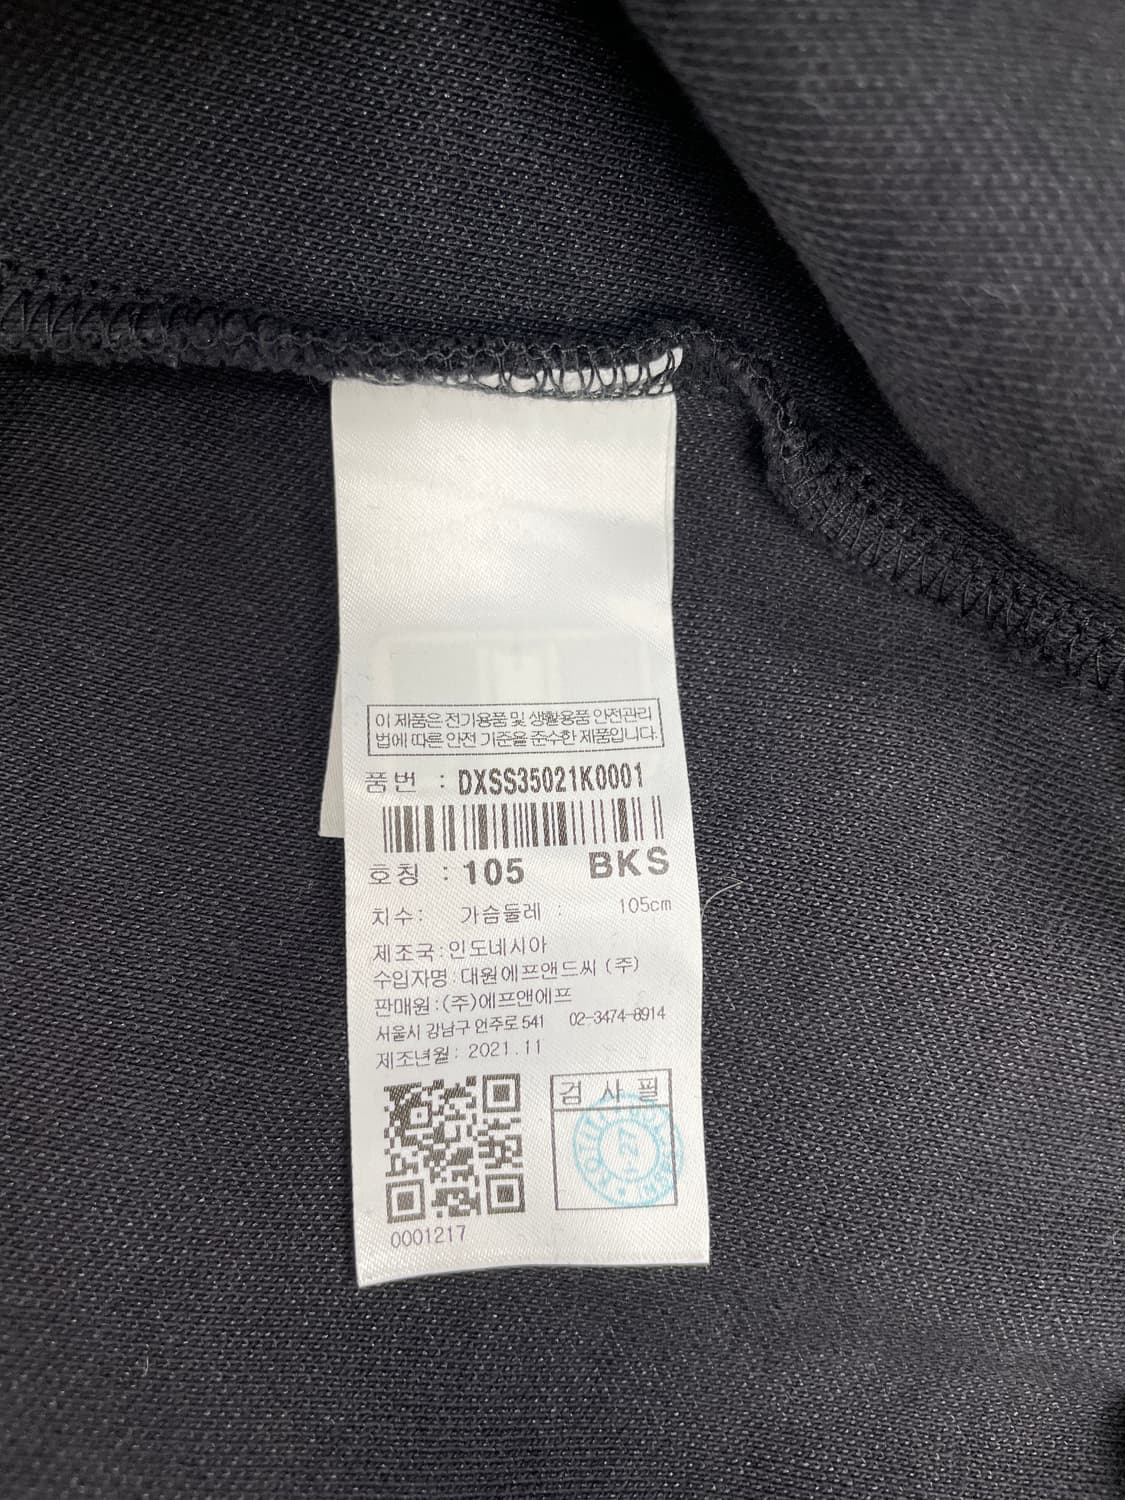 이 제품은 전기용품 및 생활용품 안전관리
법에 따른 안전 기준을 준수한 제품입니다.
품번 : DXSS35021K0001
호칭 : 105 BKS
치수: 가슴둘레 : 105cm
제조국:인도네시아
수입자명:대원에프앤드씨 (주)
판매원:(주)에프앤에프
서울시 강남구 언주로 541 02-3474-8914
제조년월: 2021.11
검 사 필
27
0001217